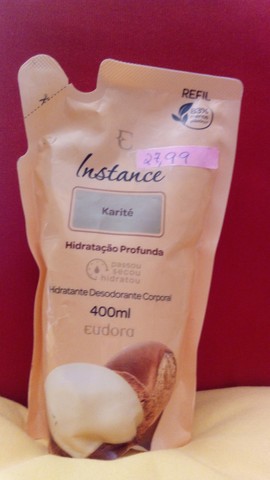 REFIL
E
Instance
27,99
Karité
Hidratação Profunda
passou
secou
hidratou
Hidratante Desodorante Corporal
400ml
eudora